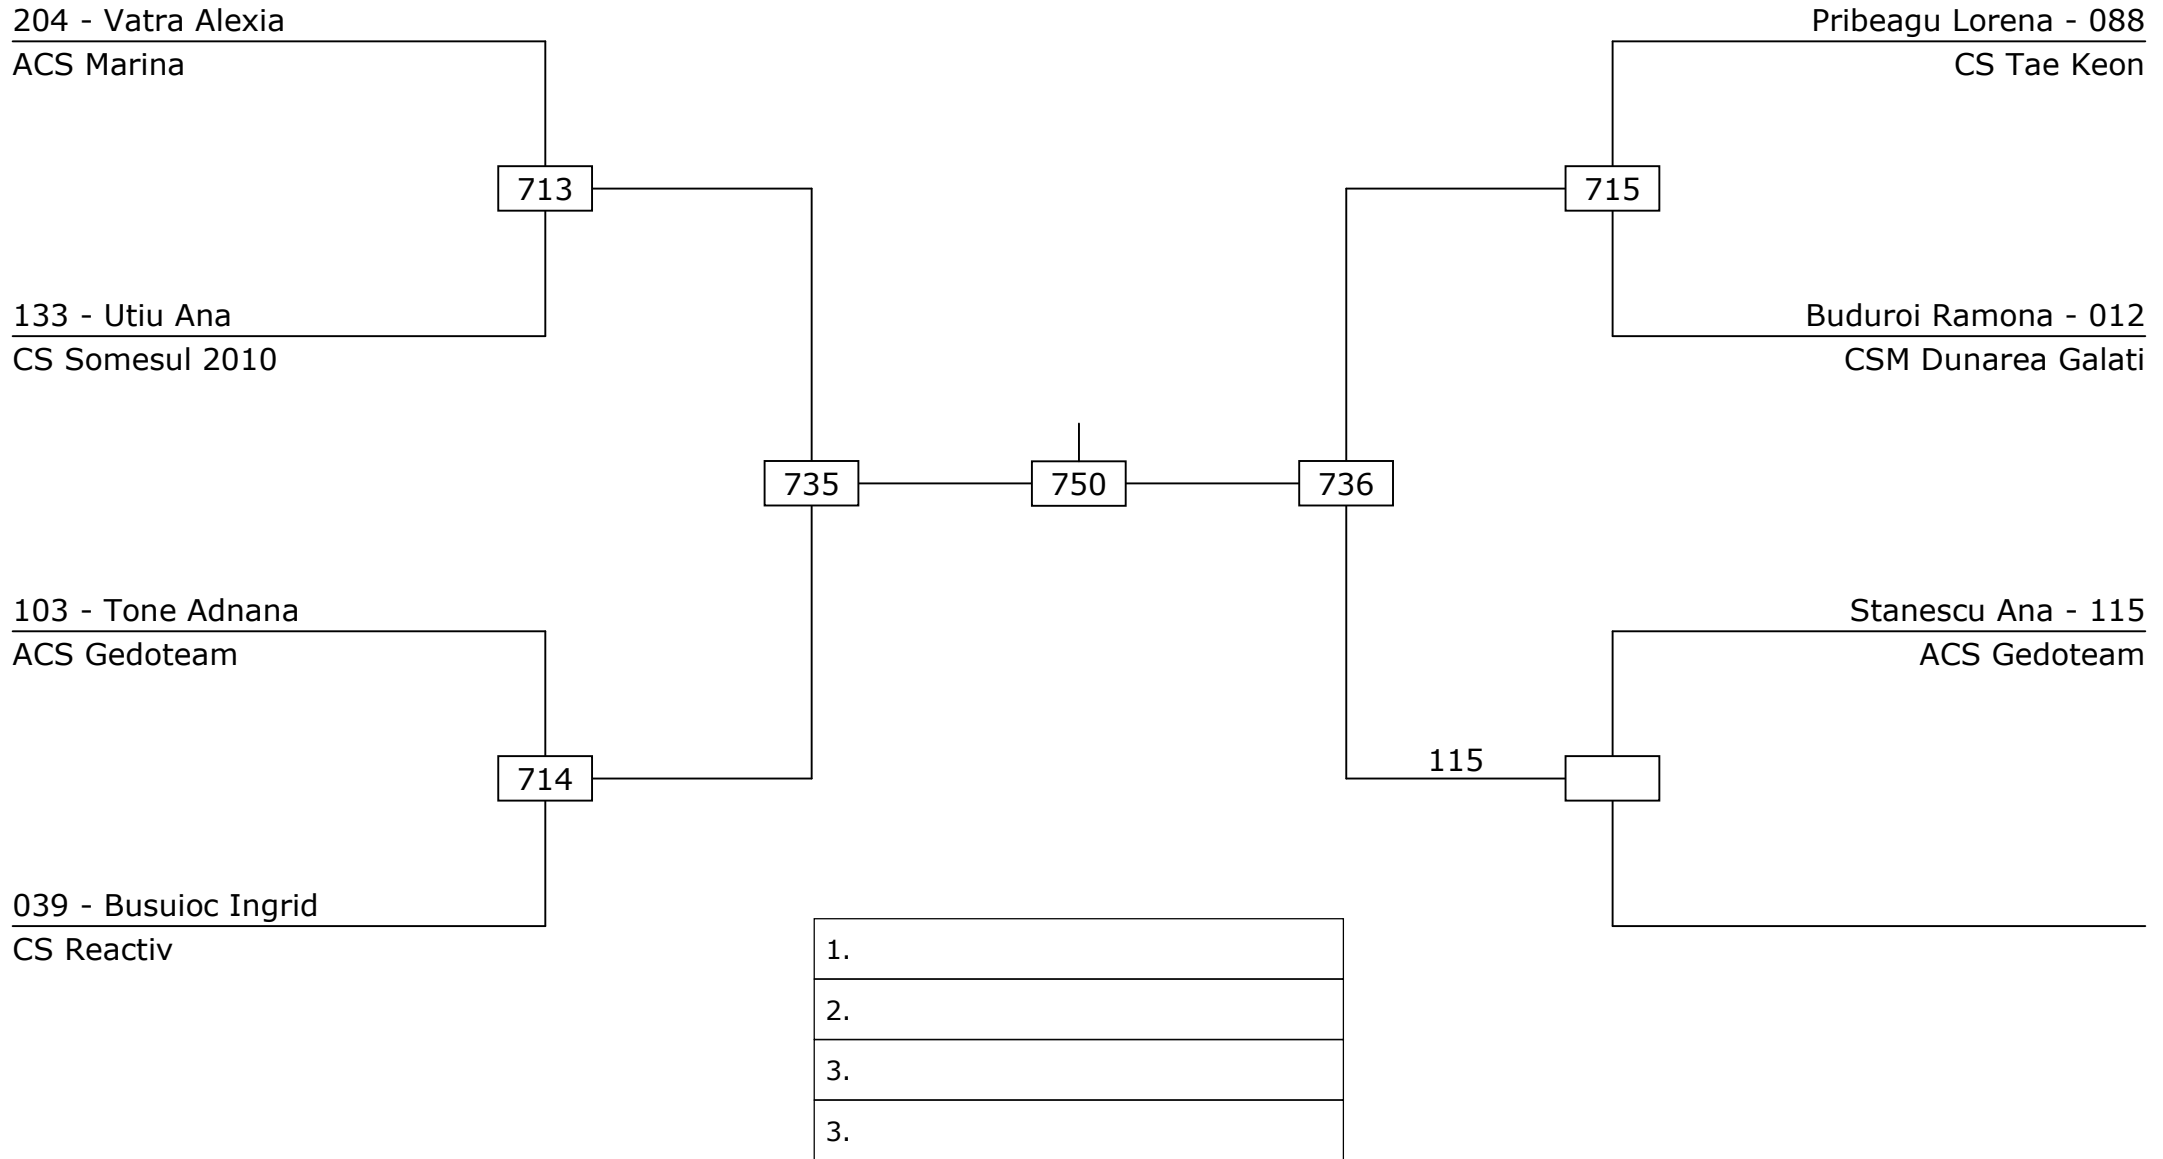 204 - Vatra Alexia
ACS Marina
713
133 - Utiu Ana
CS Somesul 2010
735
103 - Tone Adnana
ACS Gedoteam
714
039 - Busuioc Ingrid
CS Reactiv
750
Pribeagu Lorena - 088
CS Tae Keon
715
Buduroi Ramona - 012
CSM Dunarea Galati
736
Stanescu Ana - 115
ACS Gedoteam
115
1.
2.
3.
3.